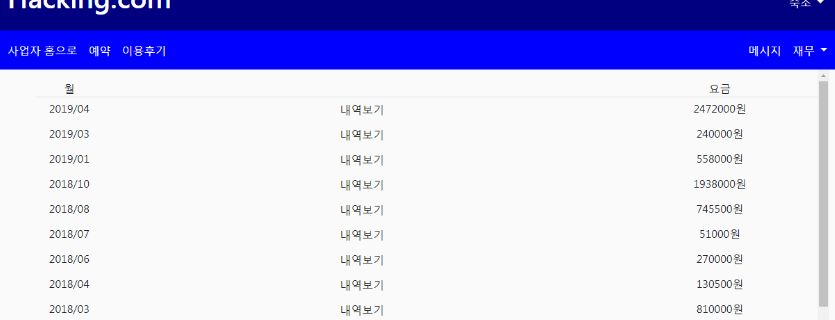 Hacking.com
숙소
사업자 홈으로 예약 이용후기 메시지 재무
월 요금
2019/04 내역보기 2472000원
2019/03 내역보기 240000원
2019/01 내역보기 558000원
2018/10 내역보기 1938000원
2018/08 내역보기 745500원
2018/07 내역보기 51000원
2018/06 내역보기 270000원
2018/04 내역보기 130500원
2018/03 내역보기 810000원